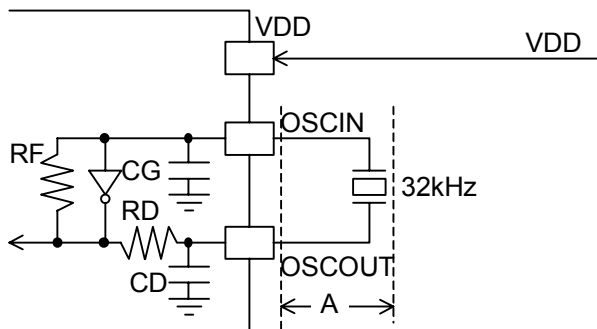 VDD
VDD
OSCIN
RF
CG
32kHz
RD
OSCOUT
CD
A